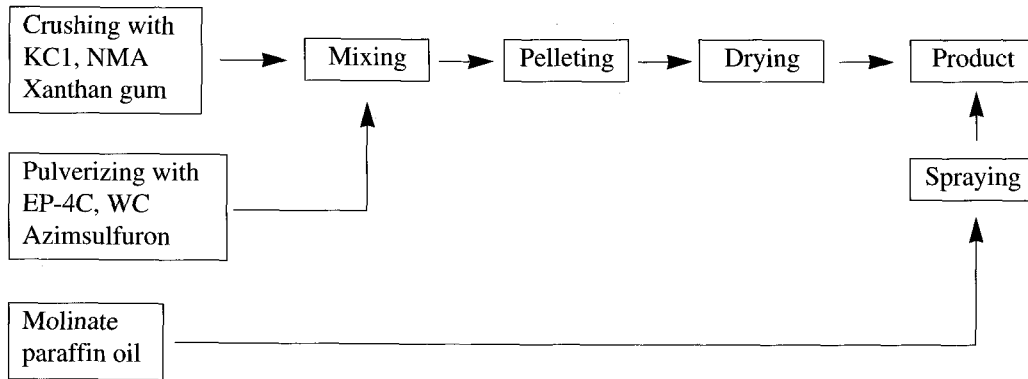 Crushing with
KC1, NMA
Xanthan gum
Mixing
Pelleting
Drying
Product
Pulverizing with
EP-4C, WC
Azimsulfuron
Spraying
Molinate
paraffin oil